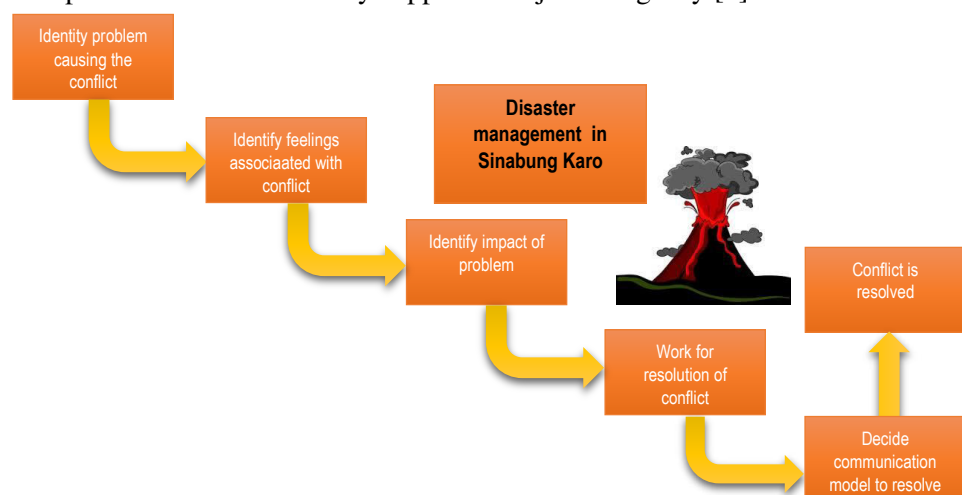 Identity problem
causing the
conflict
Identify feelings
associaated with
conflict
Disaster
management in
Sinabung Karo
Identify impact of
problem
Conflict is
resolved
Work for
resolution of
conflict
Decide
communication
model to resolve